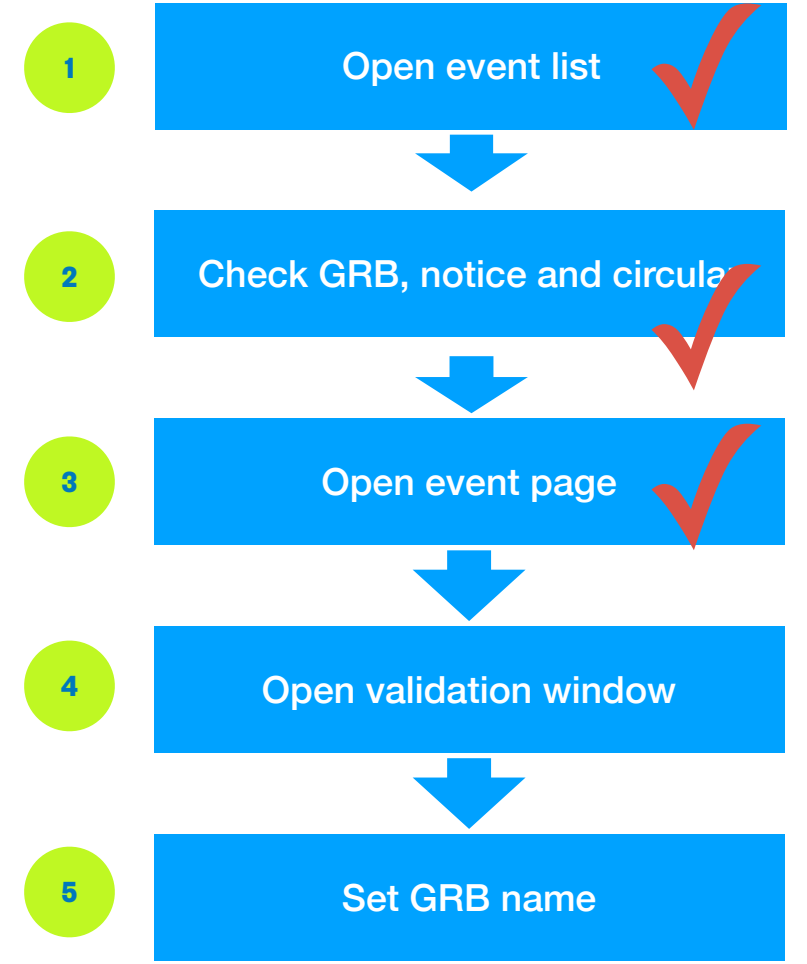 1
Open event list
2
Check GRB, notice and circular
3
Open event page
4
Open validation window
5
Set GRB name